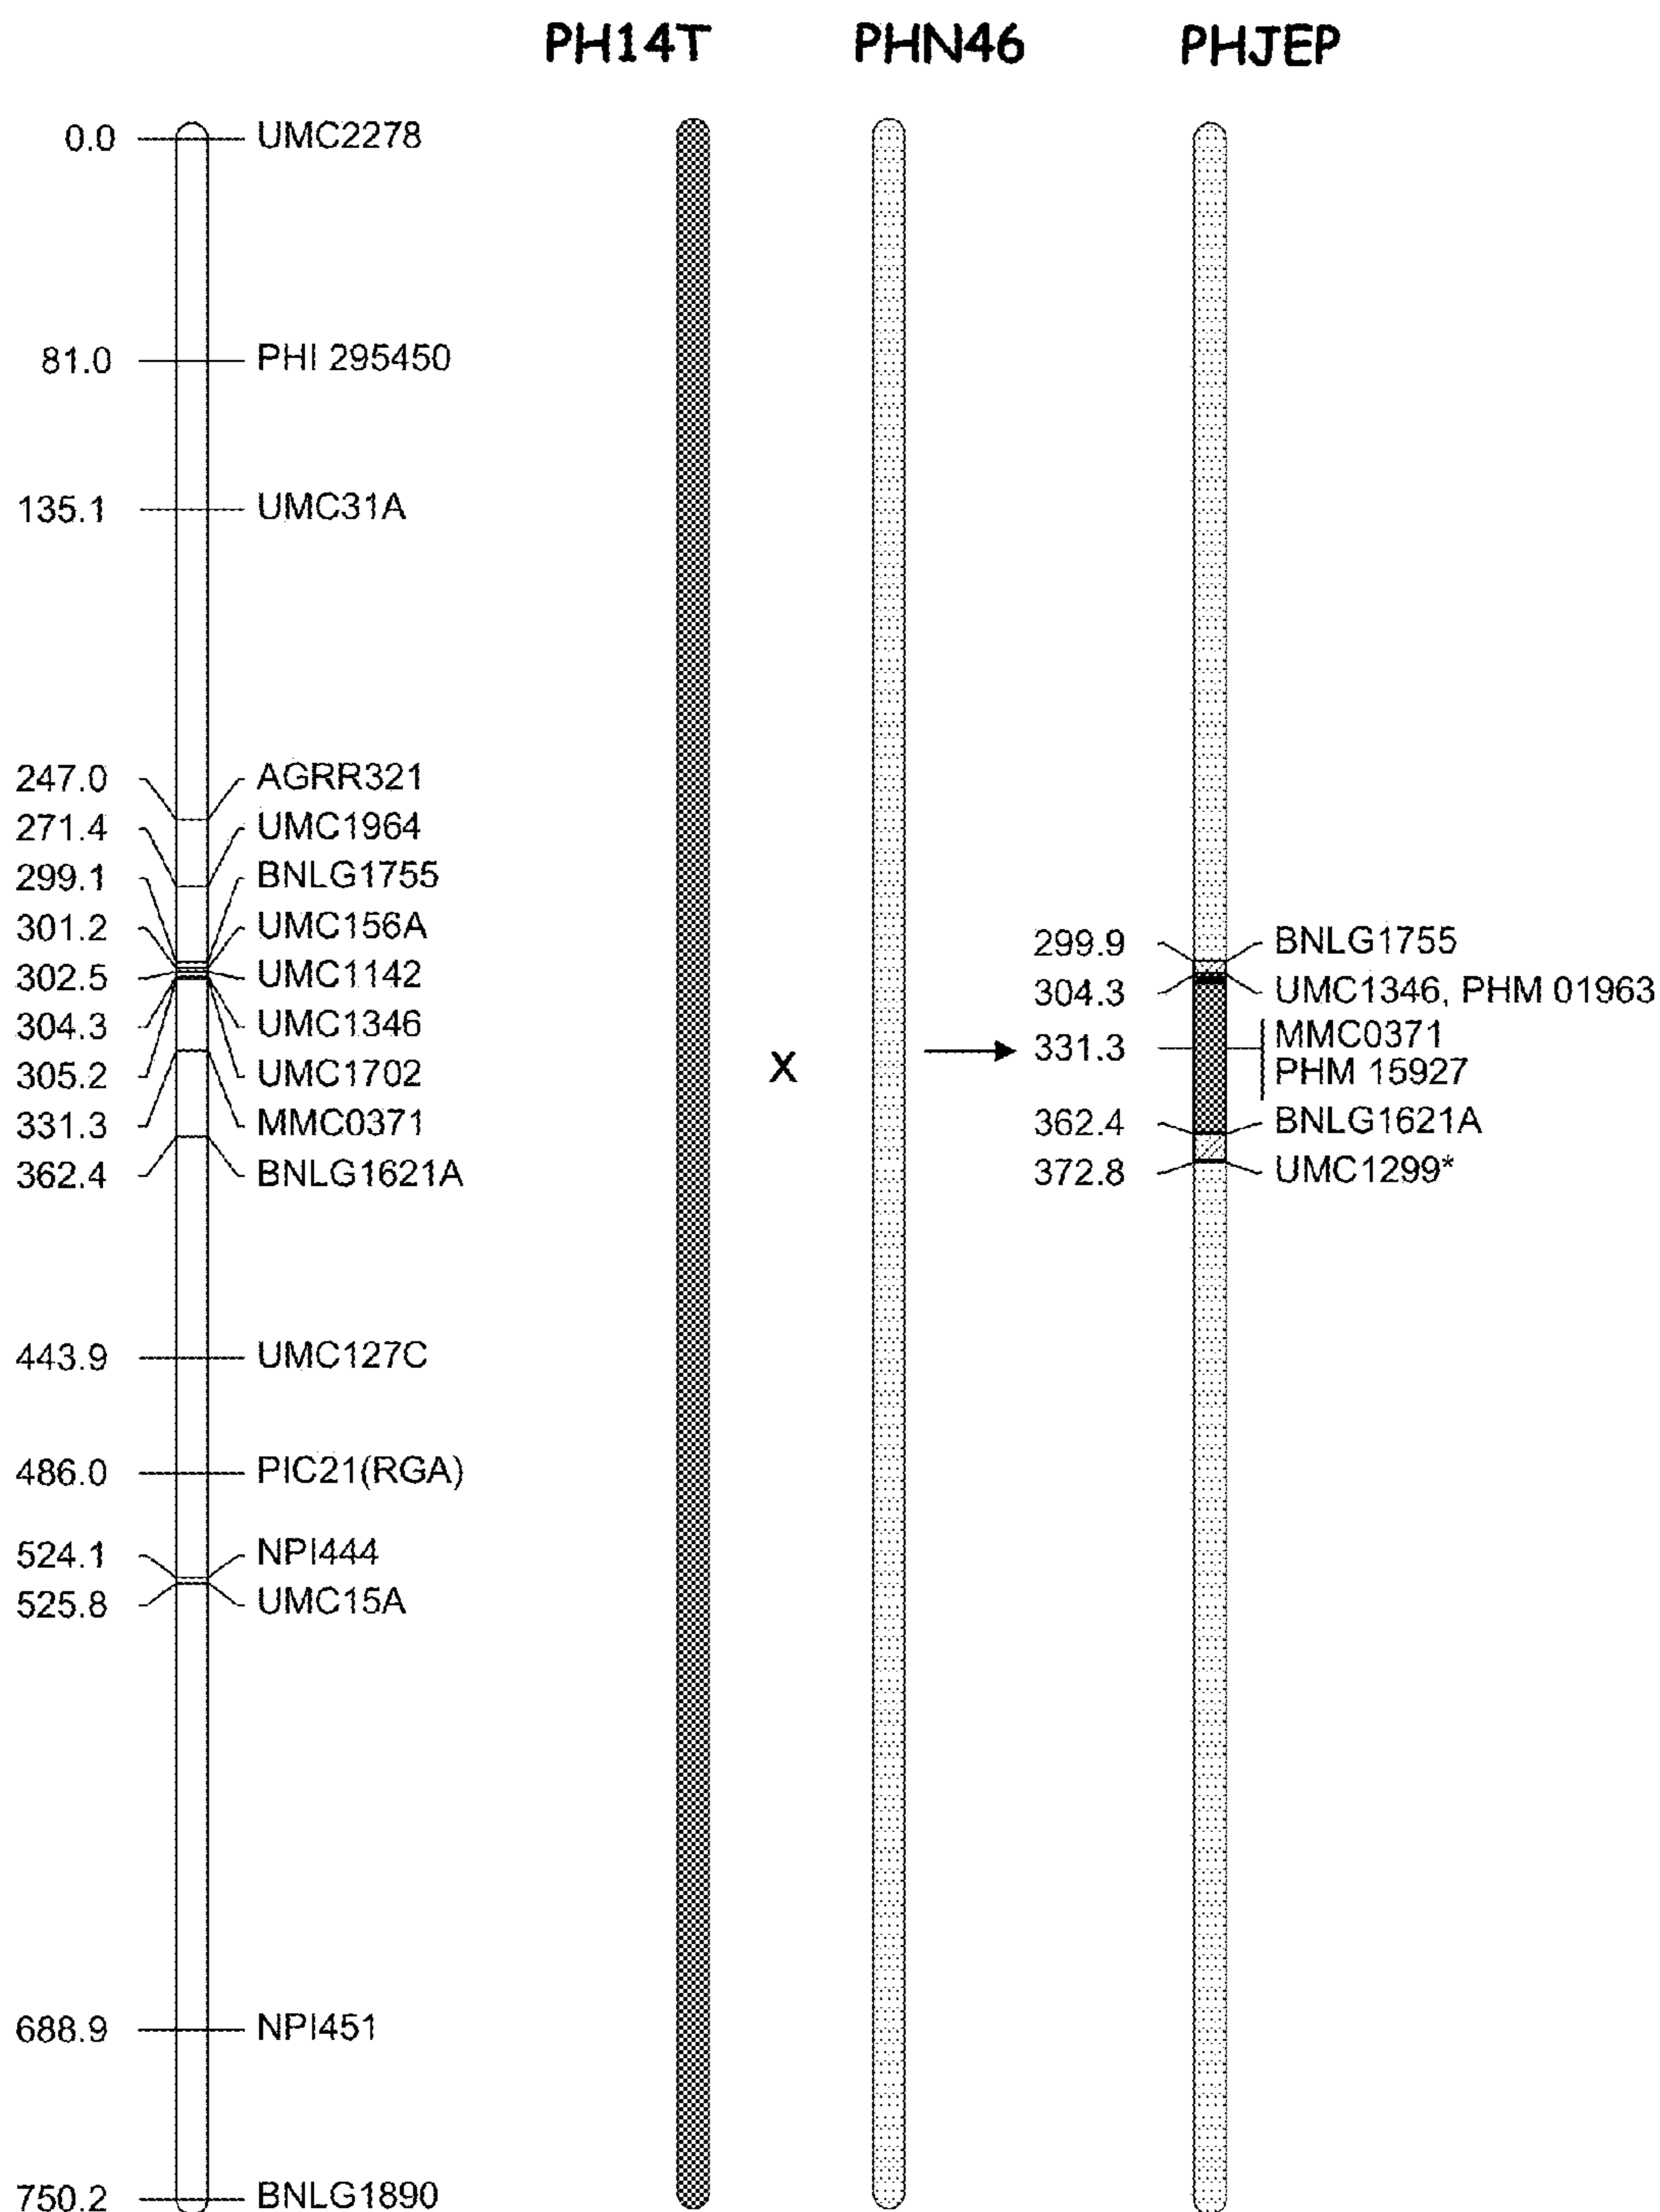 PH14T PHN46 PHJEP
0.0 UMC2278
81.0 PHI 295450
135.1 UMC31A
247.0 AGRR321
271.4 UMC1964
299.1 BNLG1755
301.2 UMC156A
302.5 UMC1142
304.3 UMC1346
305.2 UMC1702
331.3 MMC0371
362.4 BNLG1621A
443.9 UMC127C
486.0 PIC21(RGA)
524.1 NPI444
525.8 UMC15A
688.9 NPI451
750.2 BNLG1890
X
299.9 BNLG1755
304.3 UMC1346, PHM 01963
331.3 MMC0371
PHM 15927
362.4 BNLG1621A
372.8 UMC1299*